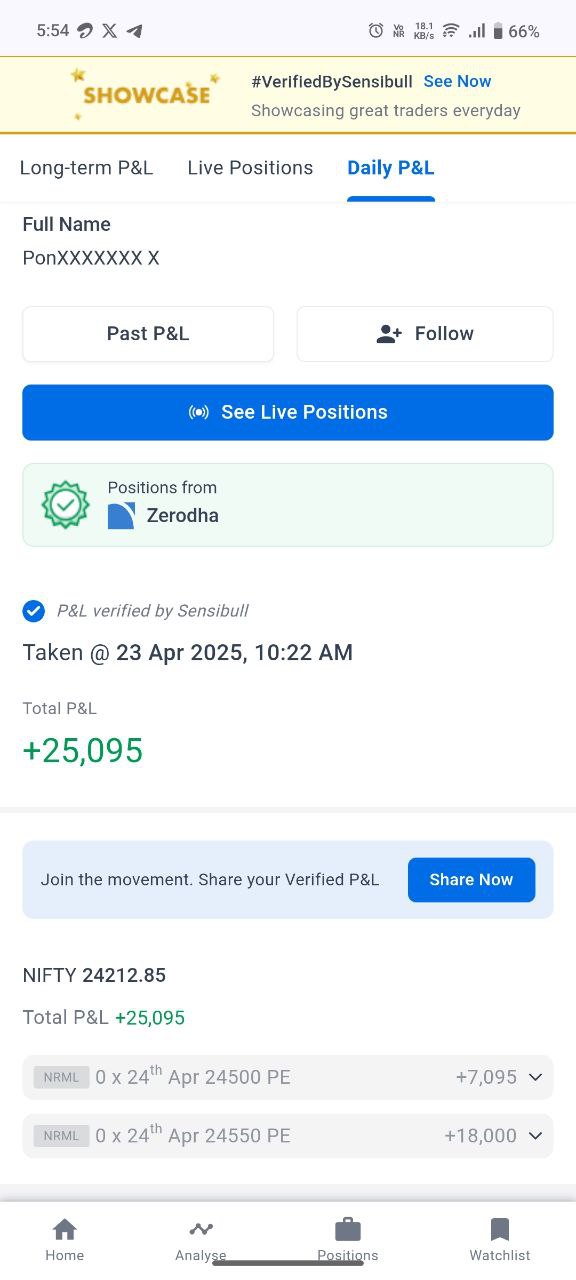 5:54 Vo NR 18.1 KB/s 66%
SHOWCASE
#VerifiedBySensibull See Now
Showcasing great traders everyday
Long-term P&L Live Positions Daily P&L
Full Name
PonXXXXXXX X
Past P&L Follow
See Live Positions
Positions from
Zerodha
P&L verified by Sensibull
Taken @ 23 Apr 2025, 10:22 AM
Total P&L
+25,095
Join the movement. Share your Verified P&L Share Now
NIFTY 24212.85
Total P&L +25,095
NRML 0 x 24th Apr 24500 PE +7,095
NRML 0 x 24th Apr 24550 PE +18,000
Home Analyse Positions Watchlist